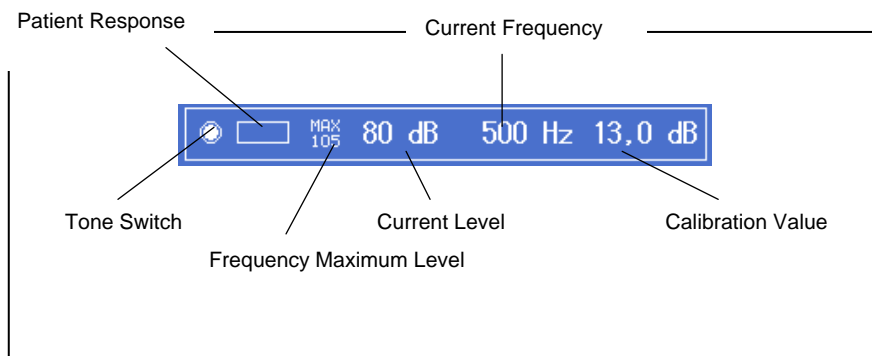 Patient Response
Current Frequency
MAX
105
80 dB 500 Hz 13,0 dB
Tone Switch
Current Level
Calibration Value
Frequency Maximum Level